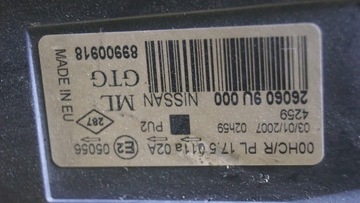 00HC/R PL 17.5 011a 02A E2 05056
03/01/2007 02h59 PU2 287
4259
26060 9U 000
NISSAN ML
GTG
89900918
MADE IN EU